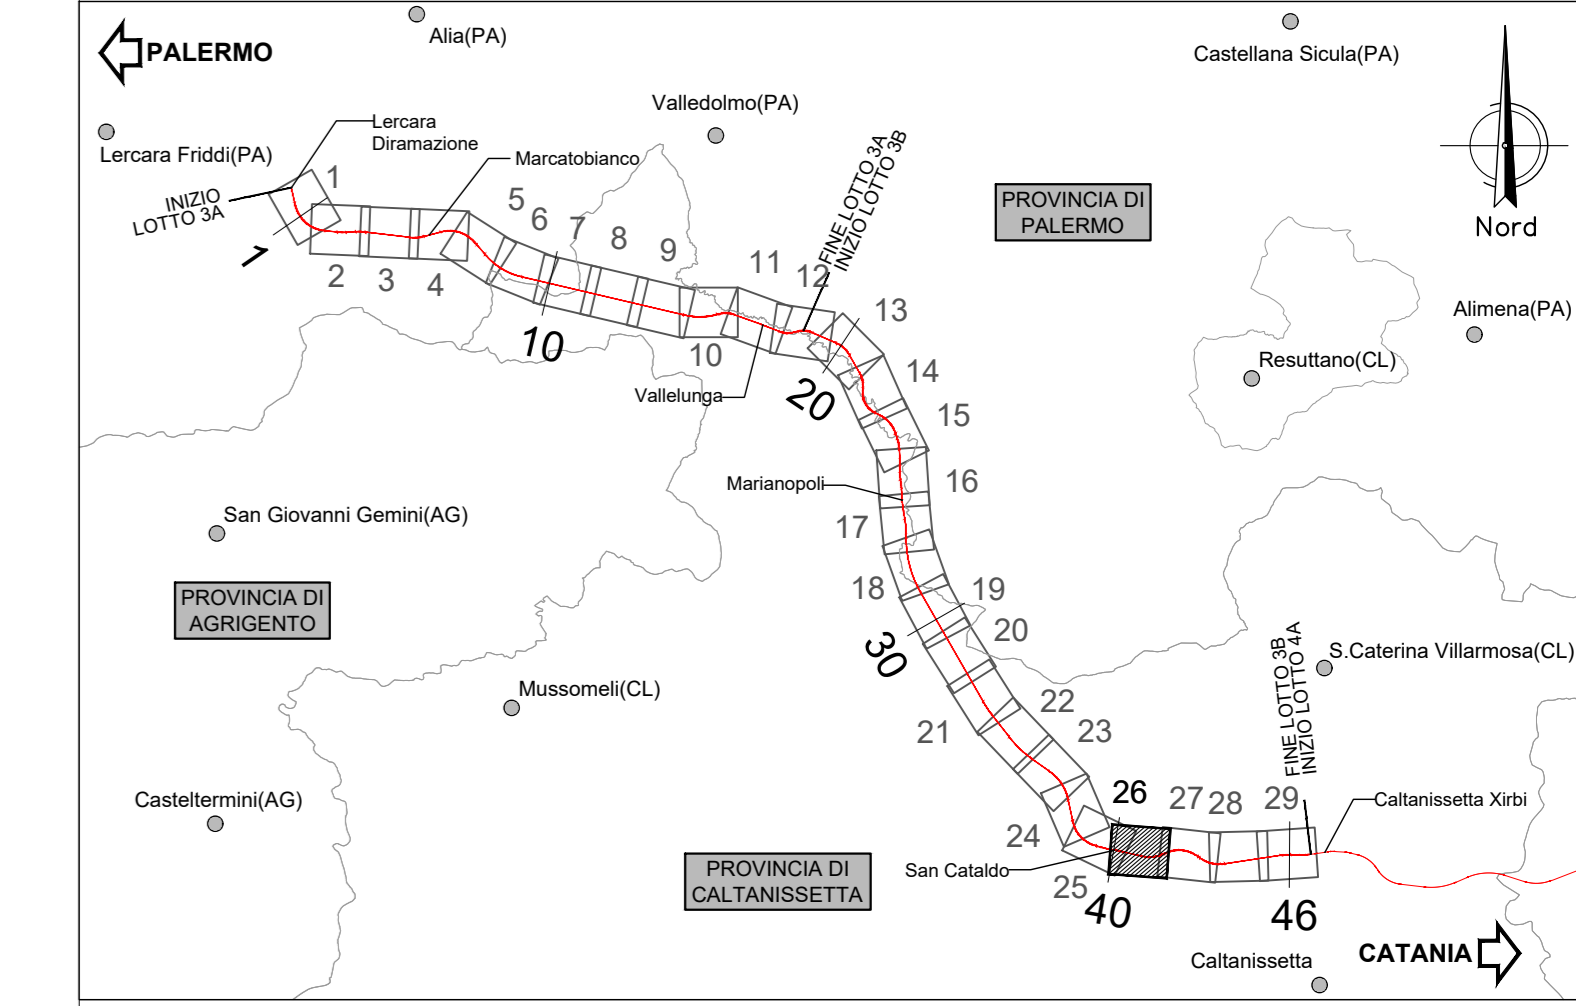 PALERMO
Alia(PA)
Castellana Sicula(PA)
Valledolmo(PA)
Lercara
Diramazione
Lercara Friddi(PA)
Marcatobianco
INIZIO
LOTTO 3A
FINE LOTTO 3A
INIZIO LOTTO 3B
PROVINCIA DI
PALERMO
Nord
1
1
2
3
4
5
6
7
8
9
10
10
11
12
13
20
14
15
Vallelunga
Alimena(PA)
Resuttano(CL)
Marianopoli
16
17
San Giovanni Gemini(AG)
PROVINCIA DI
AGRIGENTO
18
19
20
30
S.Caterina Villarmosa(CL)
FINE LOTTO 3B
INIZIO LOTTO 4A
Mussomeli(CL)
21
22
23
Casteltermini(AG)
24
25
26
27
28
29
Caltanissetta Xirbi
PROVINCIA DI
CALTANISSETTA
San Cataldo
40
46
CATANIA
Caltanissetta